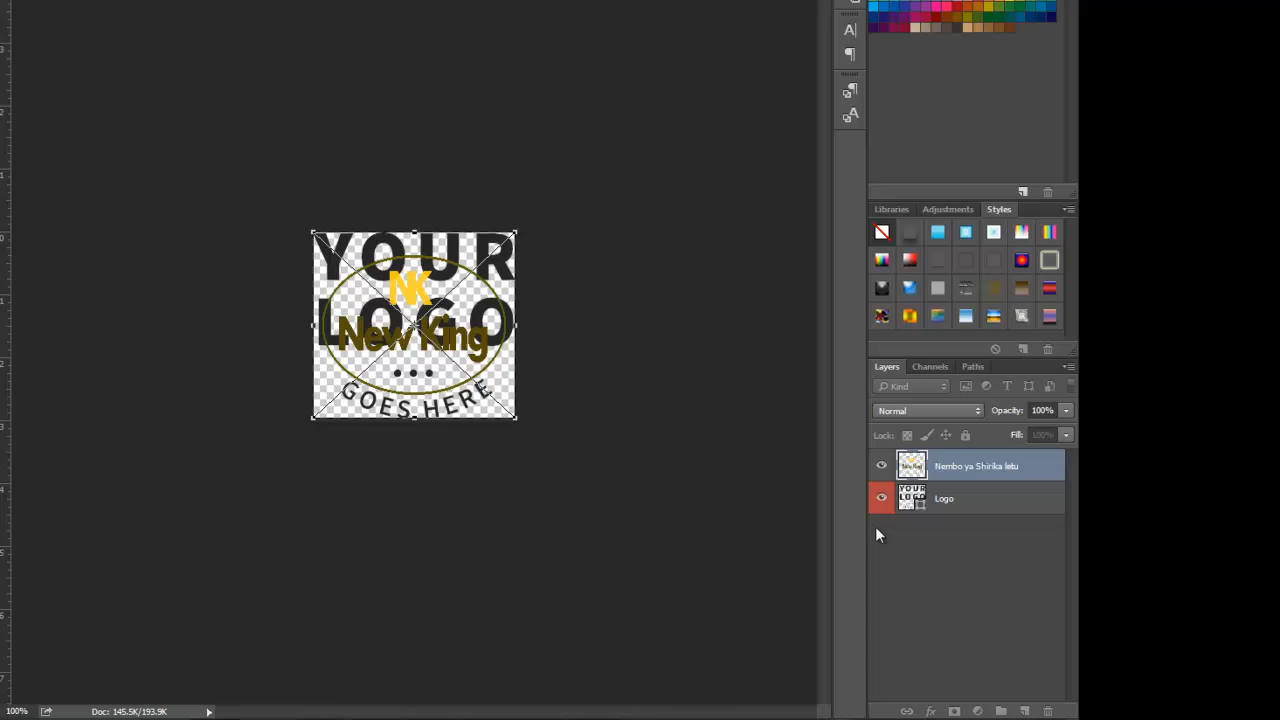 A|
Libraries Adjustments Styles
YOUR
NK
LOGO
New King
GOES HERE
Layers Channels Paths
Kind T
Normal Opacity: 100%
Lock: Fill: 100%
Nembo ya Shirika letu
Logo
100% Doc: 145.5K/193.9K
fx